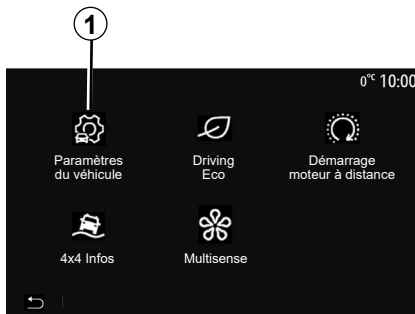 1
0°C 10:00
Paramètres
du véhicule
Driving
Eco
Démarrage
moteur à distance
4x4 Infos
Multisense